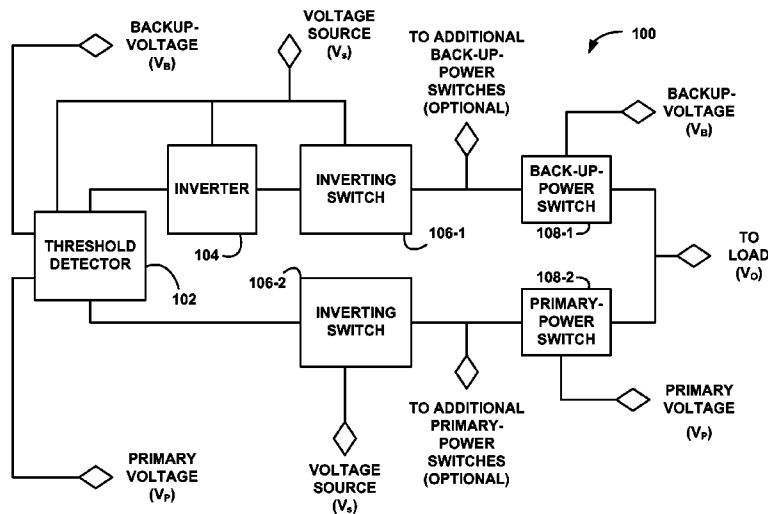 BACKUP-
VOLTAGE
(VB)
VOLTAGE
SOURCE
(Vs)
TO ADDITIONAL
BACK-UP-
POWER
SWITCHES
(OPTIONAL)
100
BACKUP-
VOLTAGE
(VB)
INVERTER
104
INVERTING
SWITCH
106-1
BACK-UP-
POWER
SWITCH
108-1
THRESHOLD
DETECTOR
102
TO
LOAD
(VO)
106-2
INVERTING
SWITCH
108-2
PRIMARY-
POWER
SWITCH
PRIMARY
VOLTAGE
(VP)
VOLTAGE
SOURCE
(Vs)
TO ADDITIONAL
PRIMARY-
POWER
SWITCHES
(OPTIONAL)
PRIMARY
VOLTAGE
(VP)